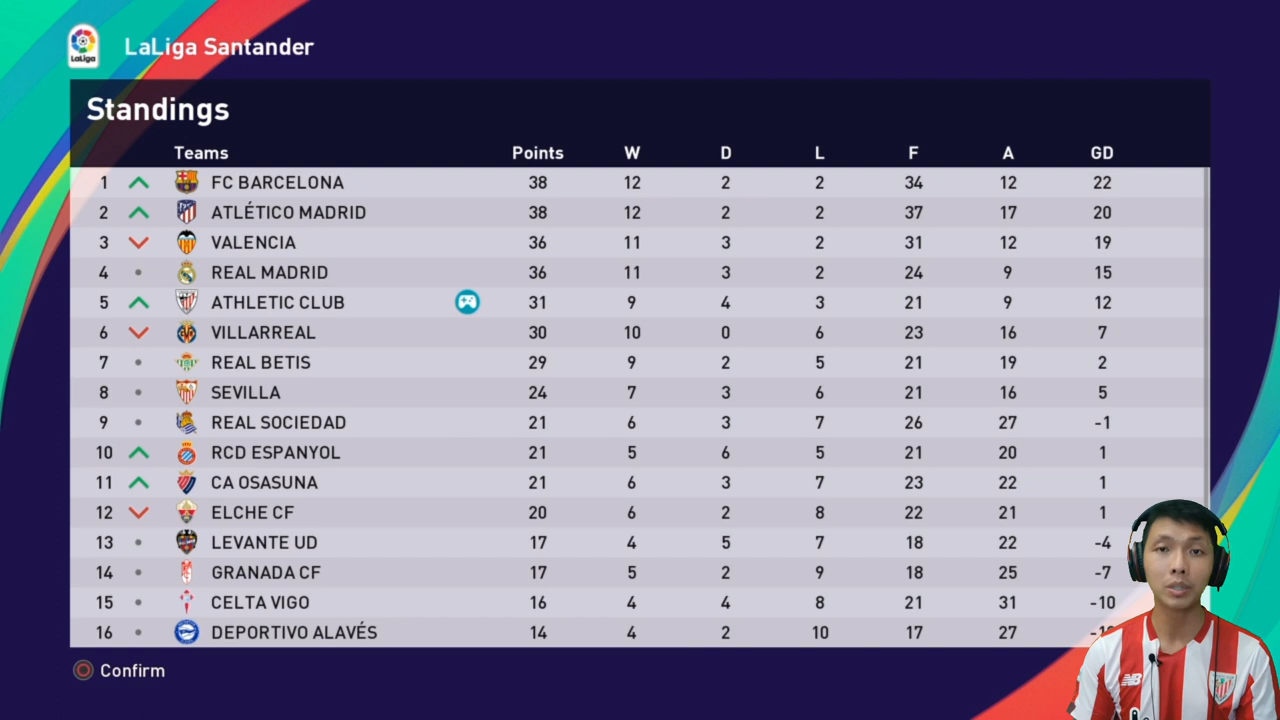 LaLiga LaLiga Santander
Standings
Teams Points W D L F A GD
1 FC BARCELONA 38 12 2 2 34 12 22
2 ATLÉTICO MADRID 38 12 2 2 37 17 20
3 VALENCIA 36 11 3 2 31 12 19
4 REAL MADRID 36 11 3 2 24 9 15
5 ATHLETIC CLUB 31 9 4 3 21 9 12
6 VILLARREAL 30 10 0 6 23 16 7
7 REAL BETIS 29 9 2 5 21 19 2
8 SEVILLA 24 7 3 6 21 16 5
9 REAL SOCIEDAD 21 6 3 7 26 27 -1
10 RCD ESPANYOL 21 5 6 5 21 20 1
11 CA OSASUNA 21 6 3 7 23 22 1
12 ELCHE CF 20 6 2 8 22 21 1
13 LEVANTE UD 17 4 5 7 18 22 -4
14 GRANADA CF 17 5 2 9 18 25 -7
15 CELTA VIGO 16 4 4 8 21 31 -10
16 DEPORTIVO ALAVÉS 14 4 2 10 17 27
Confirm
NB